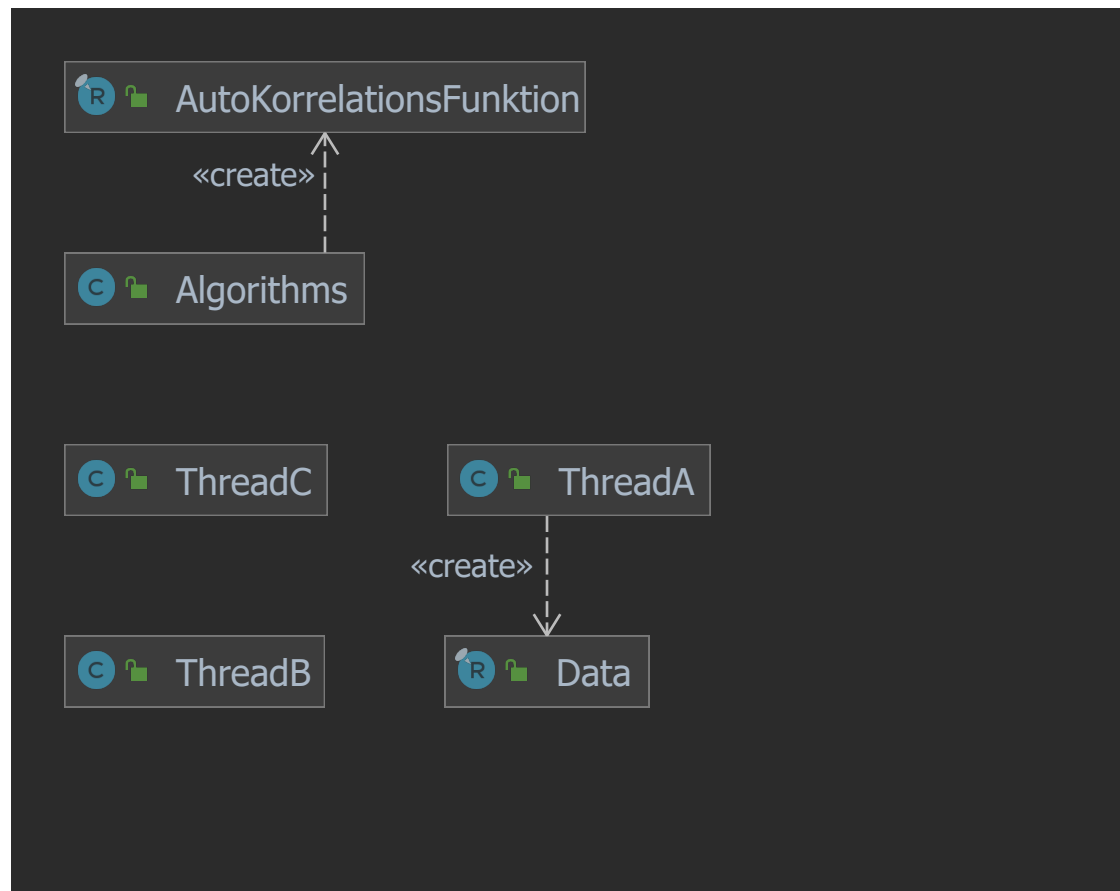 R AutoKorrelationsFunktion
«create»
C Algorithms
C ThreadC
C ThreadA
«create»
C ThreadB
R Data